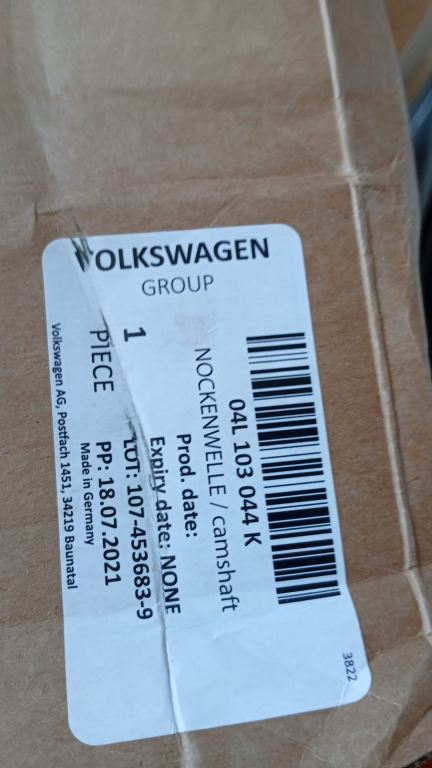 VOLKSWAGEN
GROUP
04L 103 044 K
NOCKENWELLE / camshaft
Prod. date:
Expiry date: NONE
1
LOT: 107-453683-9
PIECE
PP: 18.07.2021
Made in Germany
Volkswagen AG, Postfach 1451, 34219 Baunatal
3822